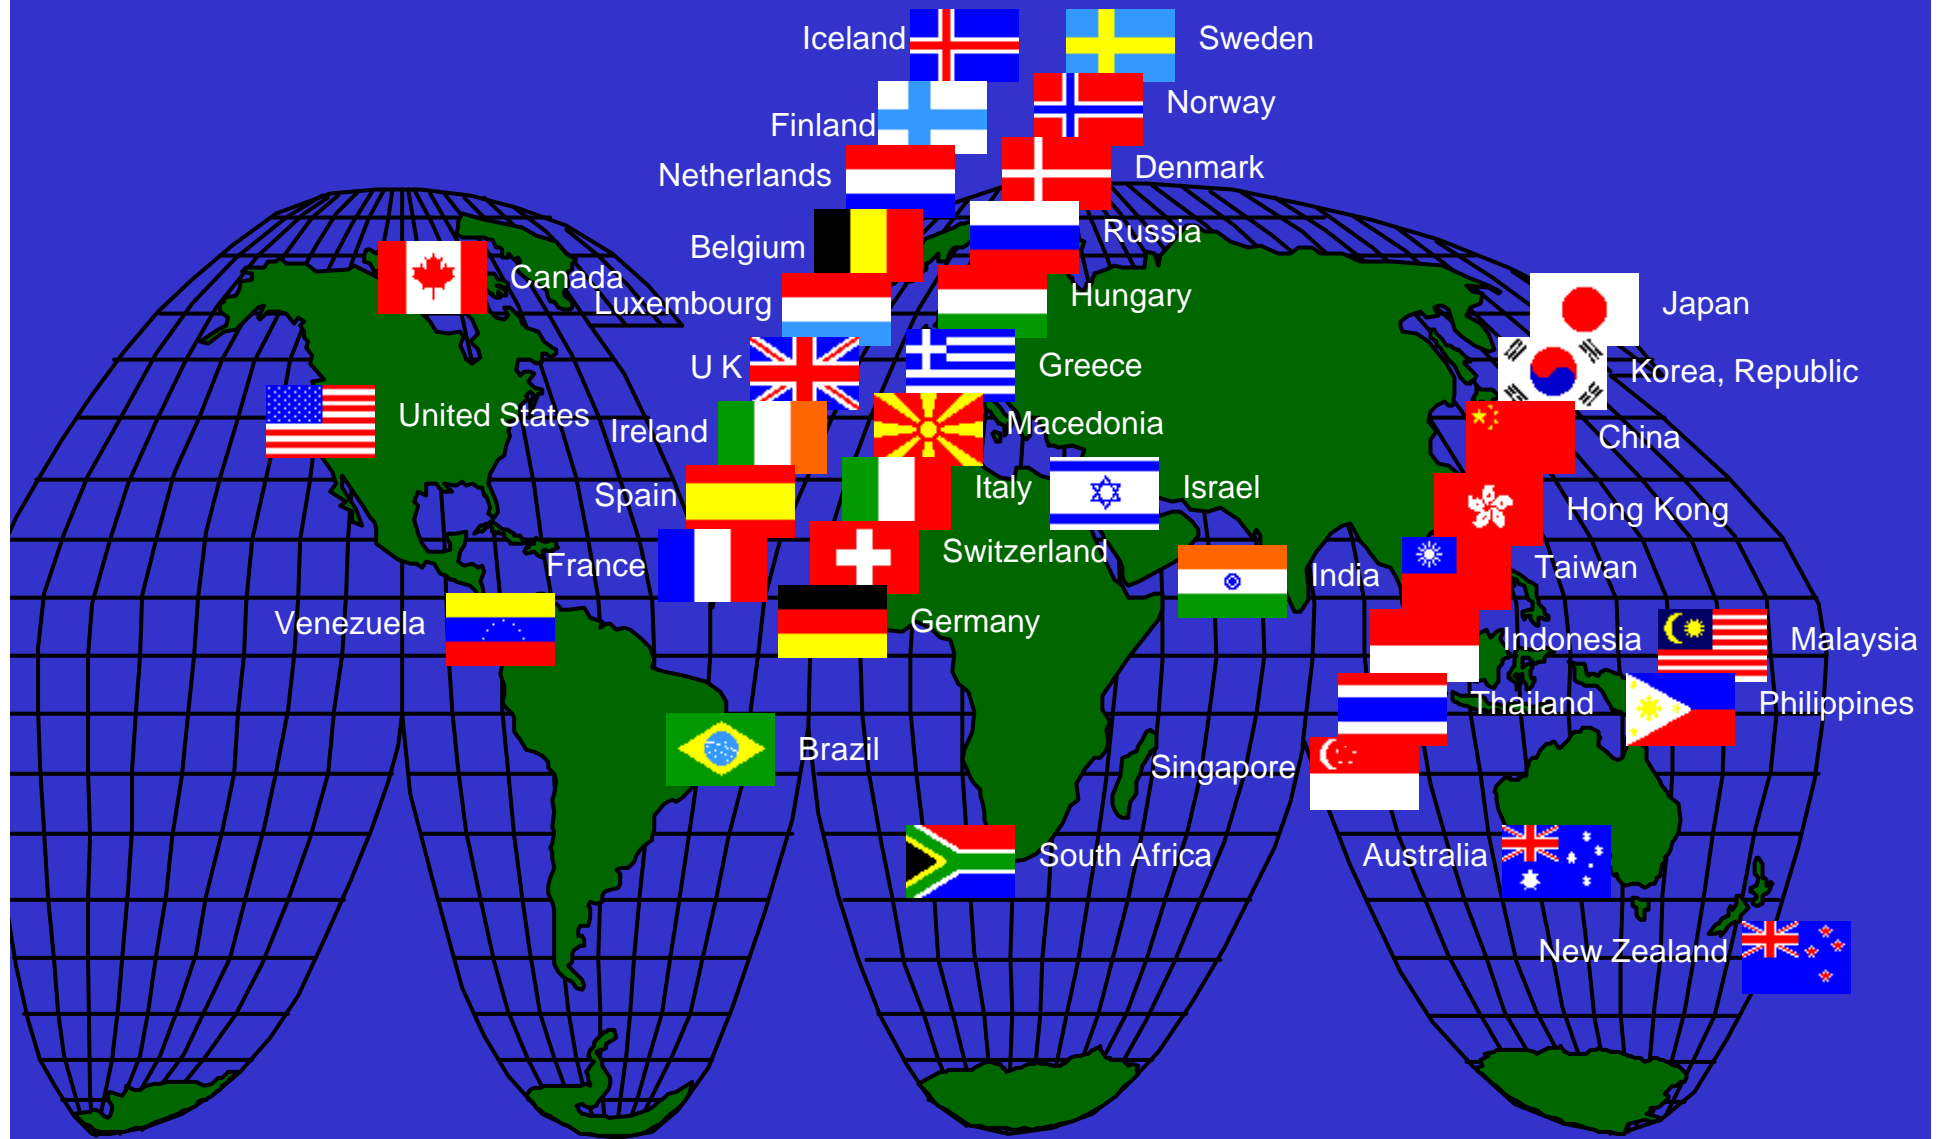 Iceland
Sweden
Finland
Norway
Netherlands
Denmark
Belgium
Russia
Canada
Luxembourg
Hungary
Japan
U K
Greece
Korea, Republic
United States
Ireland
Macedonia
China
Spain
Italy
Israel
Hong Kong
France
Switzerland
India
Taiwan
Venezuela
Germany
Indonesia
Malaysia
Thailand
Philippines
Brazil
Singapore
South Africa
Australia
New Zealand